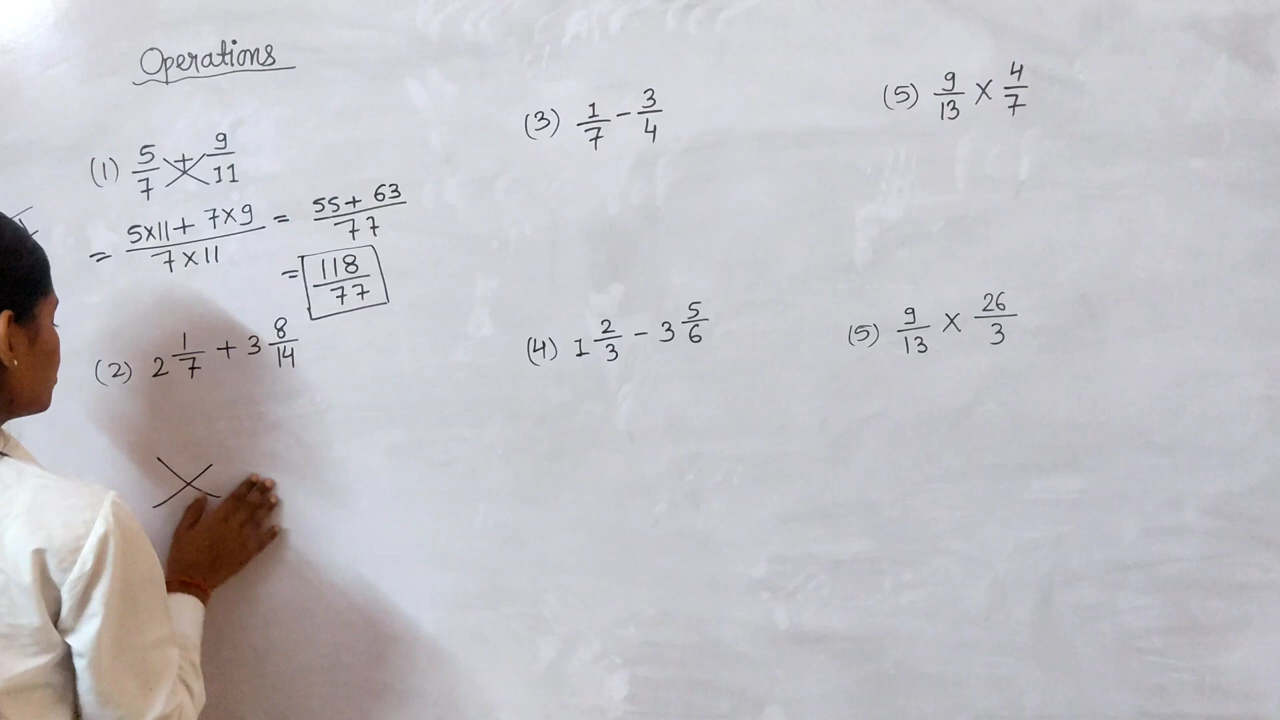 Operations
(1) 5/7 + 9/11
= (5×11 + 7×9)/(7×11) = (55 + 63)/77
= 118/77
(2) 2 1/7 + 3 8/14
(3) 1/7 - 3/4
(4) 1 2/3 - 3 5/6
(5) 9/13 × 4/7
(5) 9/13 × 26/3